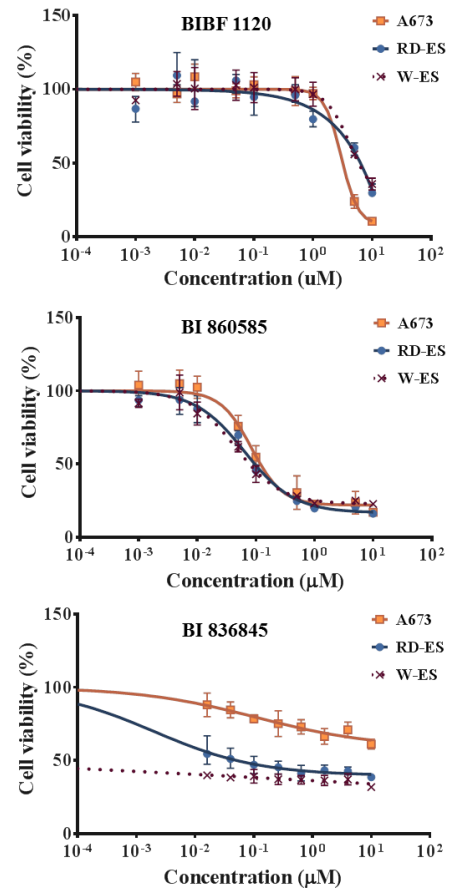 BIBF 1120
A673
RD-ES
W-ES
Cell viability (%)
150
100
50
0
10⁻⁴ 10⁻³ 10⁻² 10⁻¹ 10⁰ 10¹ 10²
Concentration (uM)
BI 860585
A673
RD-ES
W-ES
Cell viability (%)
150
100
50
0
10⁻⁴ 10⁻³ 10⁻² 10⁻¹ 10⁰ 10¹ 10²
Concentration (μM)
BI 836845
A673
RD-ES
W-ES
Cell viability (%)
150
100
50
0
10⁻⁴ 10⁻³ 10⁻² 10⁻¹ 10⁰ 10¹ 10²
Concentration (μM)